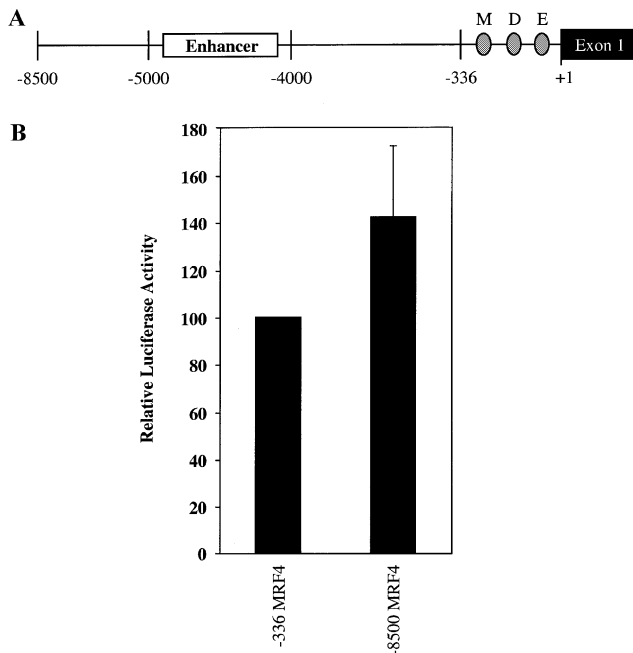 A
M D E
Enhancer
Exon 1
-8500 -5000 -4000 -336 +1
B
180
160
140
120
100
80
60
40
20
0
Relative Luciferase Activity
-336 MRF4
-8500 MRF4